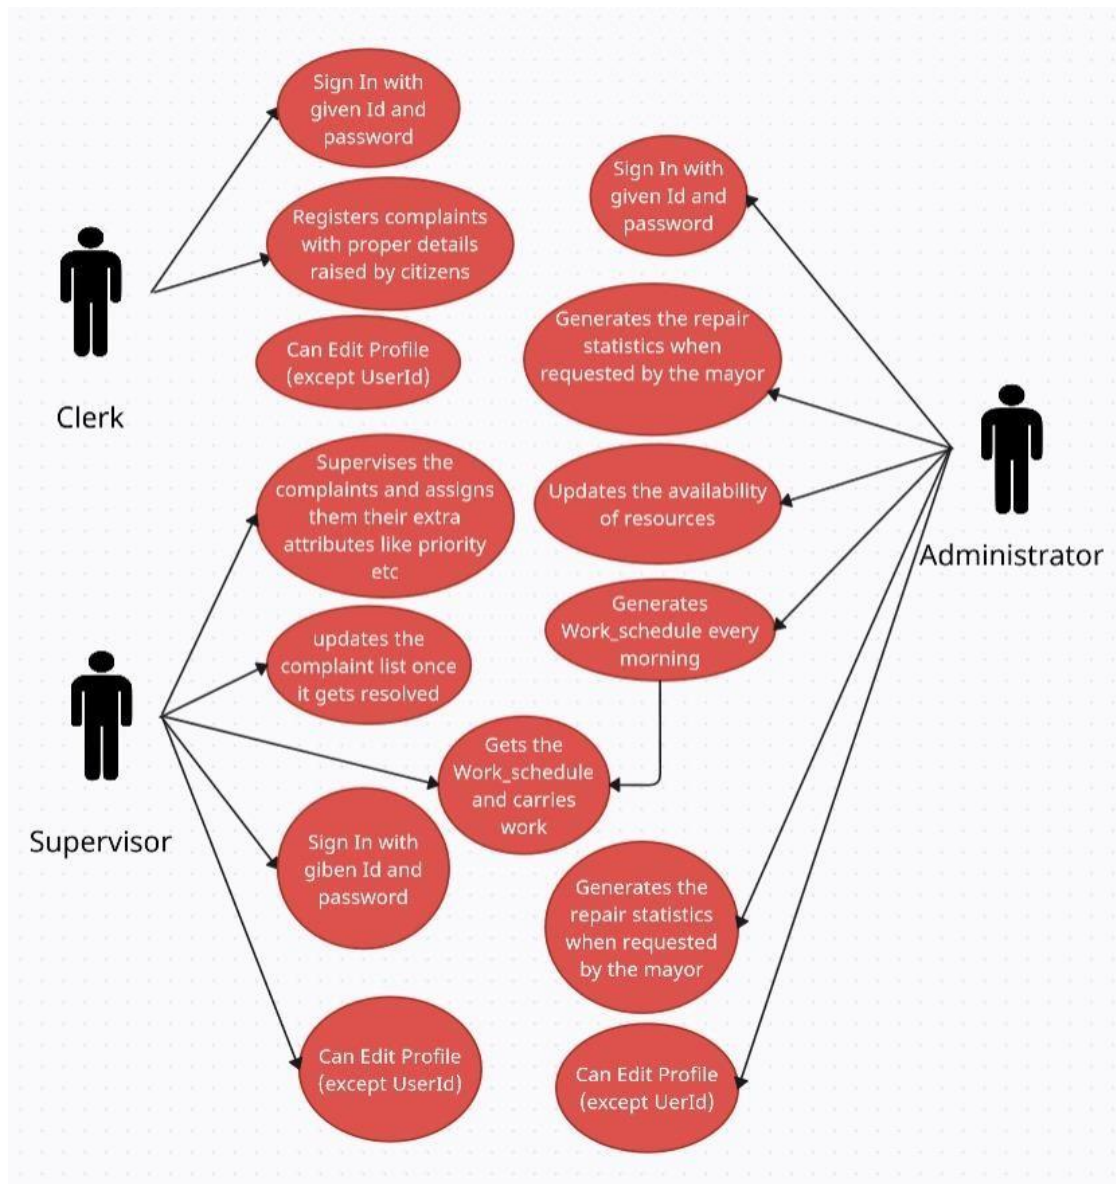 Sign In with
given Id and
password
Registers complaints
with proper details
raised by citizens
Can Edit Profile
(except UserId)
Clerk
Supervises the
complaints and assigns
them their extra
attributes like priority
etc
updates the
complaint list once
it gets resolved
Gets the
Work_schedule
and carries
work
Supervisor
Sign In with
giben Id and
password
Can Edit Profile
(except UserId)
Sign In with
given Id and
password
Generates the repair
statistics when
requested by the mayor
Updates the availability
of resources
Administrator
Generates
Work_schedule every
morning
Generates the
repair statistics
when requested
by the mayor
Can Edit Profile
(except UerId)